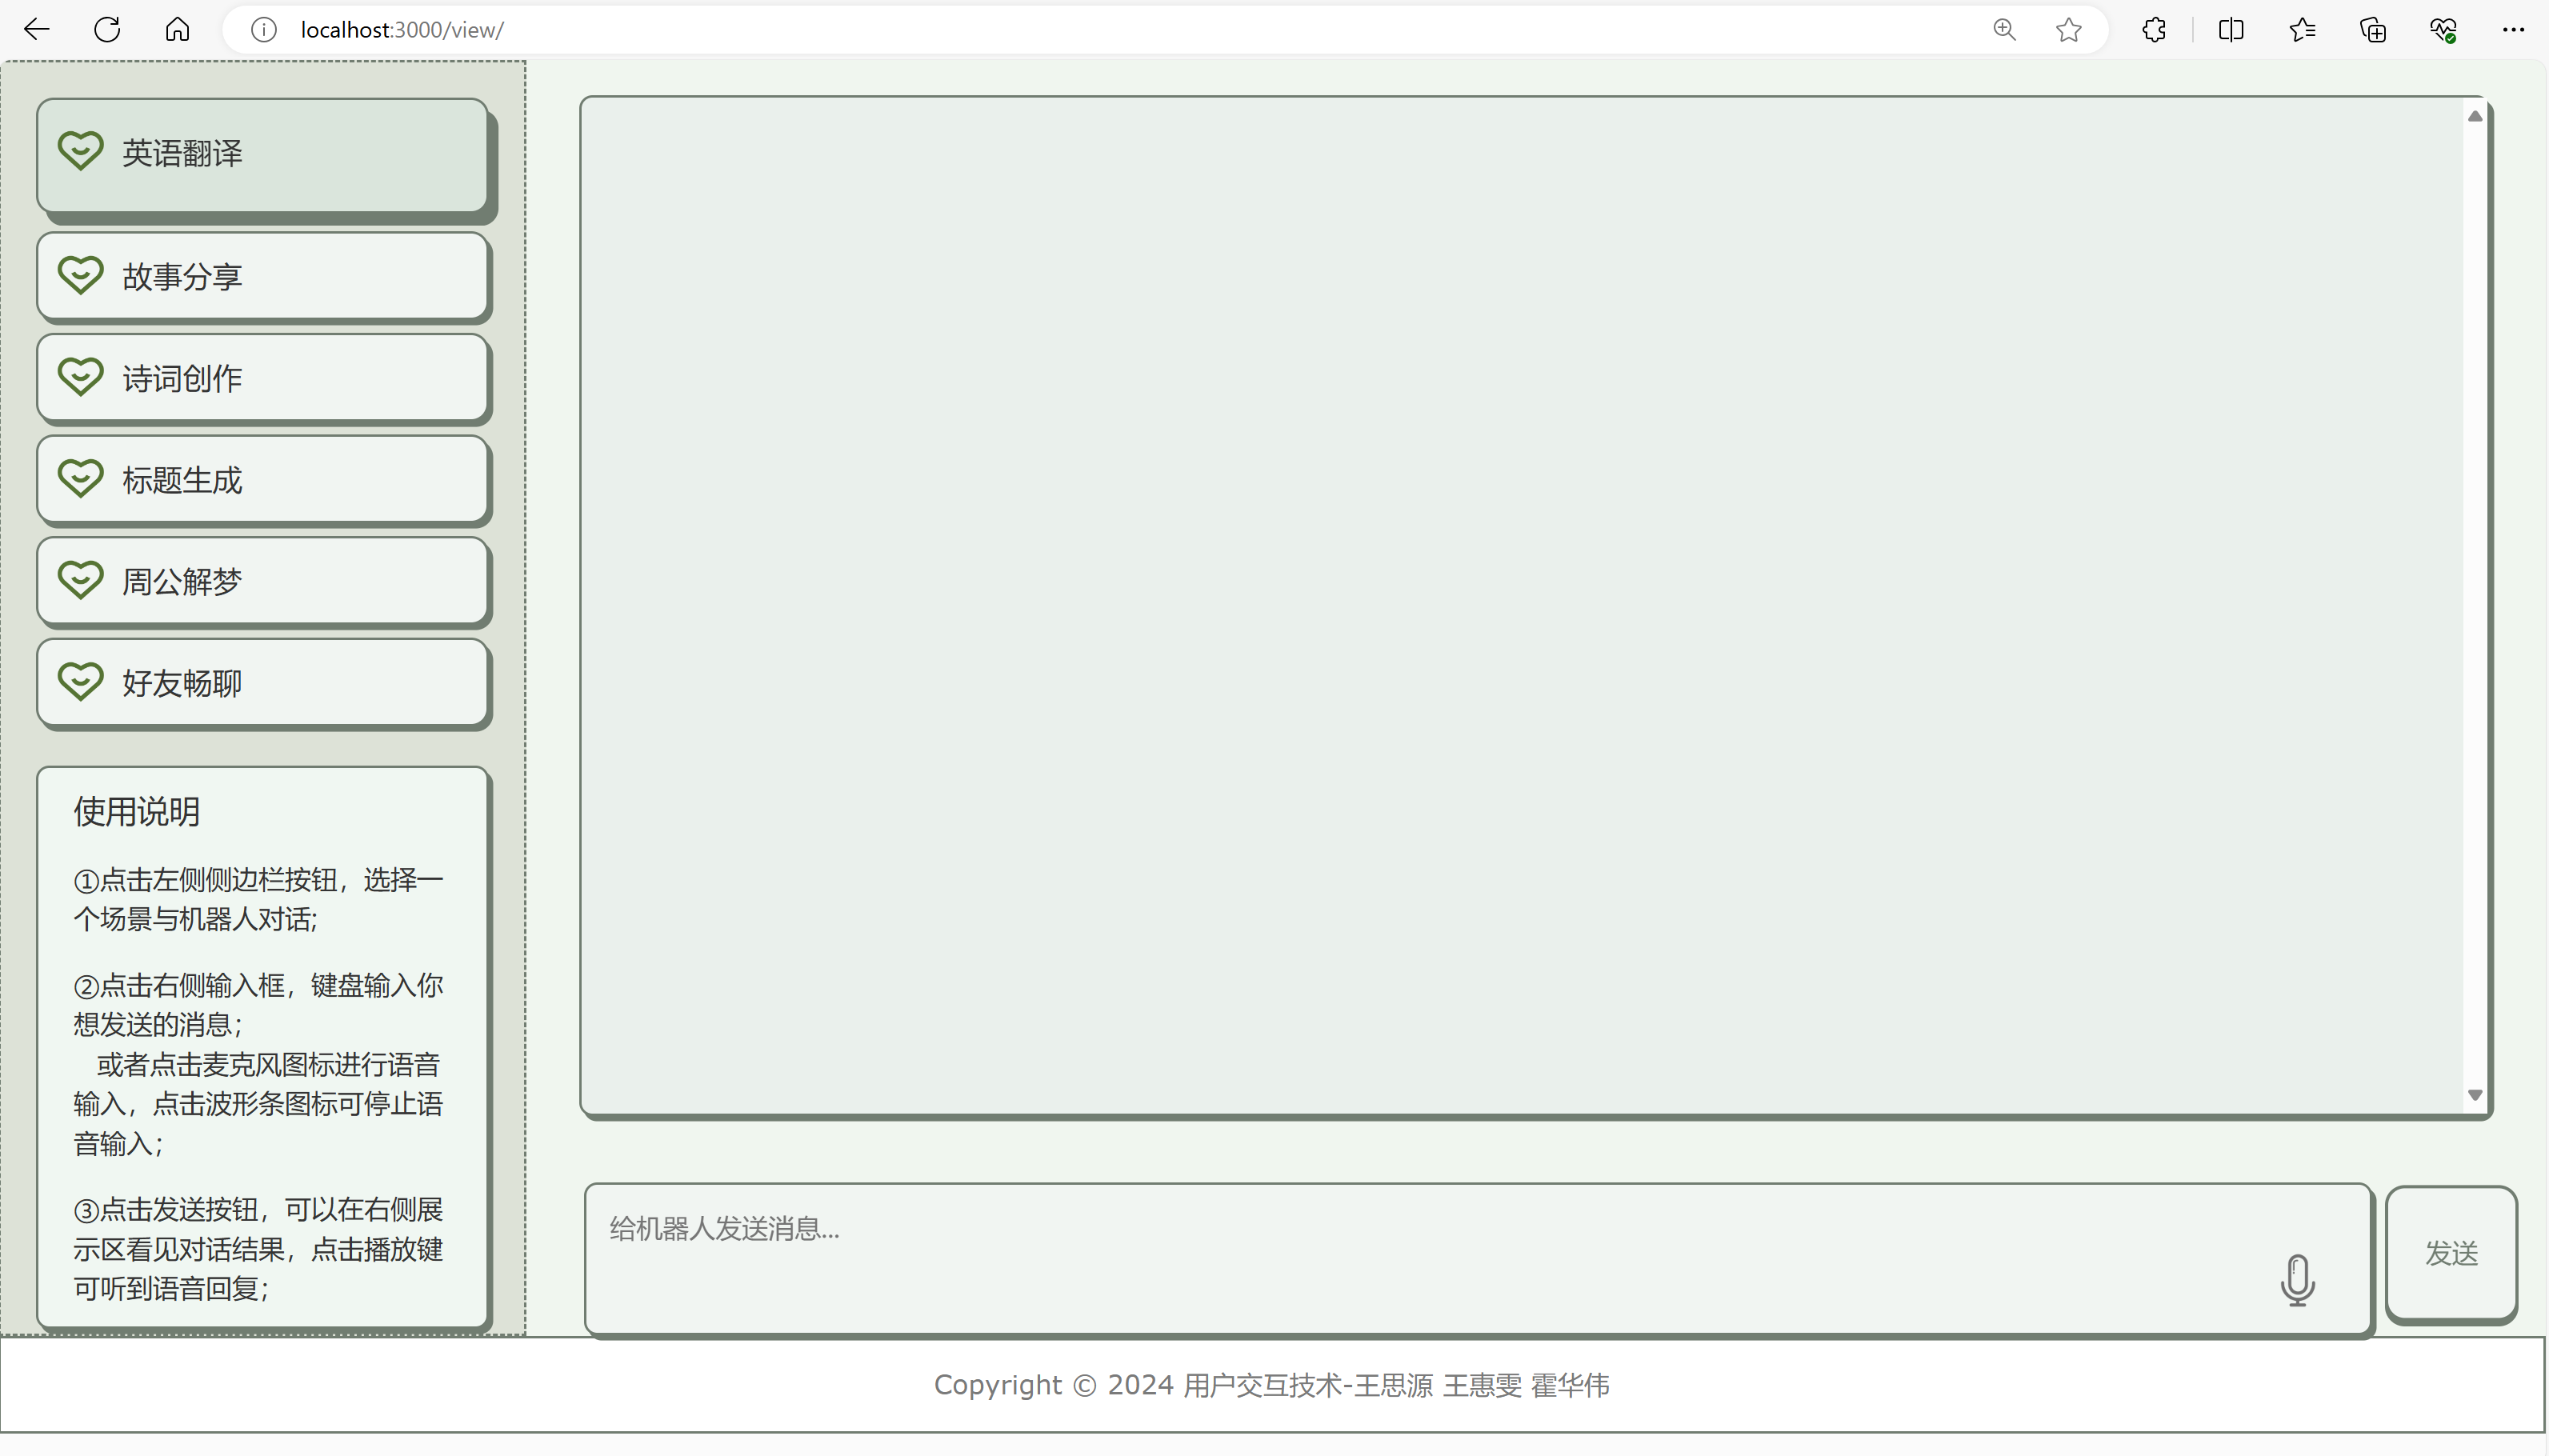 localhost:3000/view/
英语翻译
故事分享
诗词创作
标题生成
周公解梦
好友畅聊
使用说明
①点击左侧侧边栏按钮，选择一
个场景与机器人对话;
②点击右侧输入框，键盘输入你
想发送的消息；
或者点击麦克风图标进行语音
输入，点击波形条图标可停止语
音输入；
③点击发送按钮，可以在右侧展
示区看见对话结果，点击播放键
可听到语音回复；
给机器人发送消息...
发送
Copyright © 2024 用户交互技术-王思源 王惠雯 霍华伟